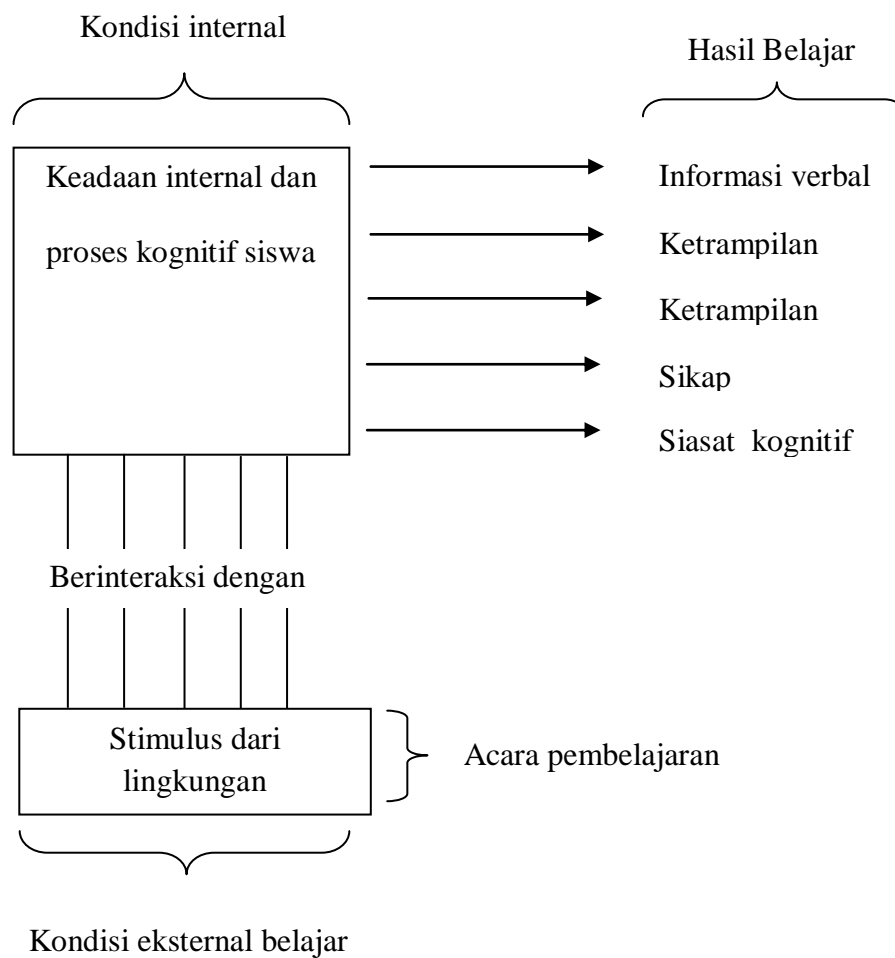 Kondisi internal
Hasil Belajar
Keadaan internal dan
proses kognitif siswa
Informasi verbal
Ketrampilan
Ketrampilan
Sikap
Siasat kognitif
Berinteraksi dengan
Stimulus dari
lingkungan
Acara pembelajaran
Kondisi eksternal belajar